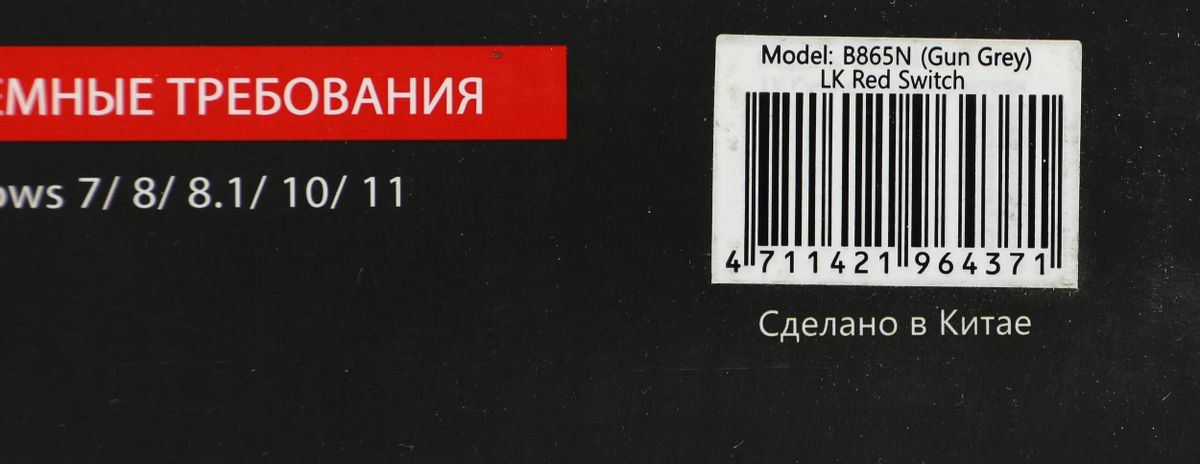 ЕМНЫЕ ТРЕБОВАНИЯ
ows 7/ 8/ 8.1/ 10/ 11
Model: B865N (Gun Grey)
LK Red Switch
4 711421 964371
Сделано в Китае